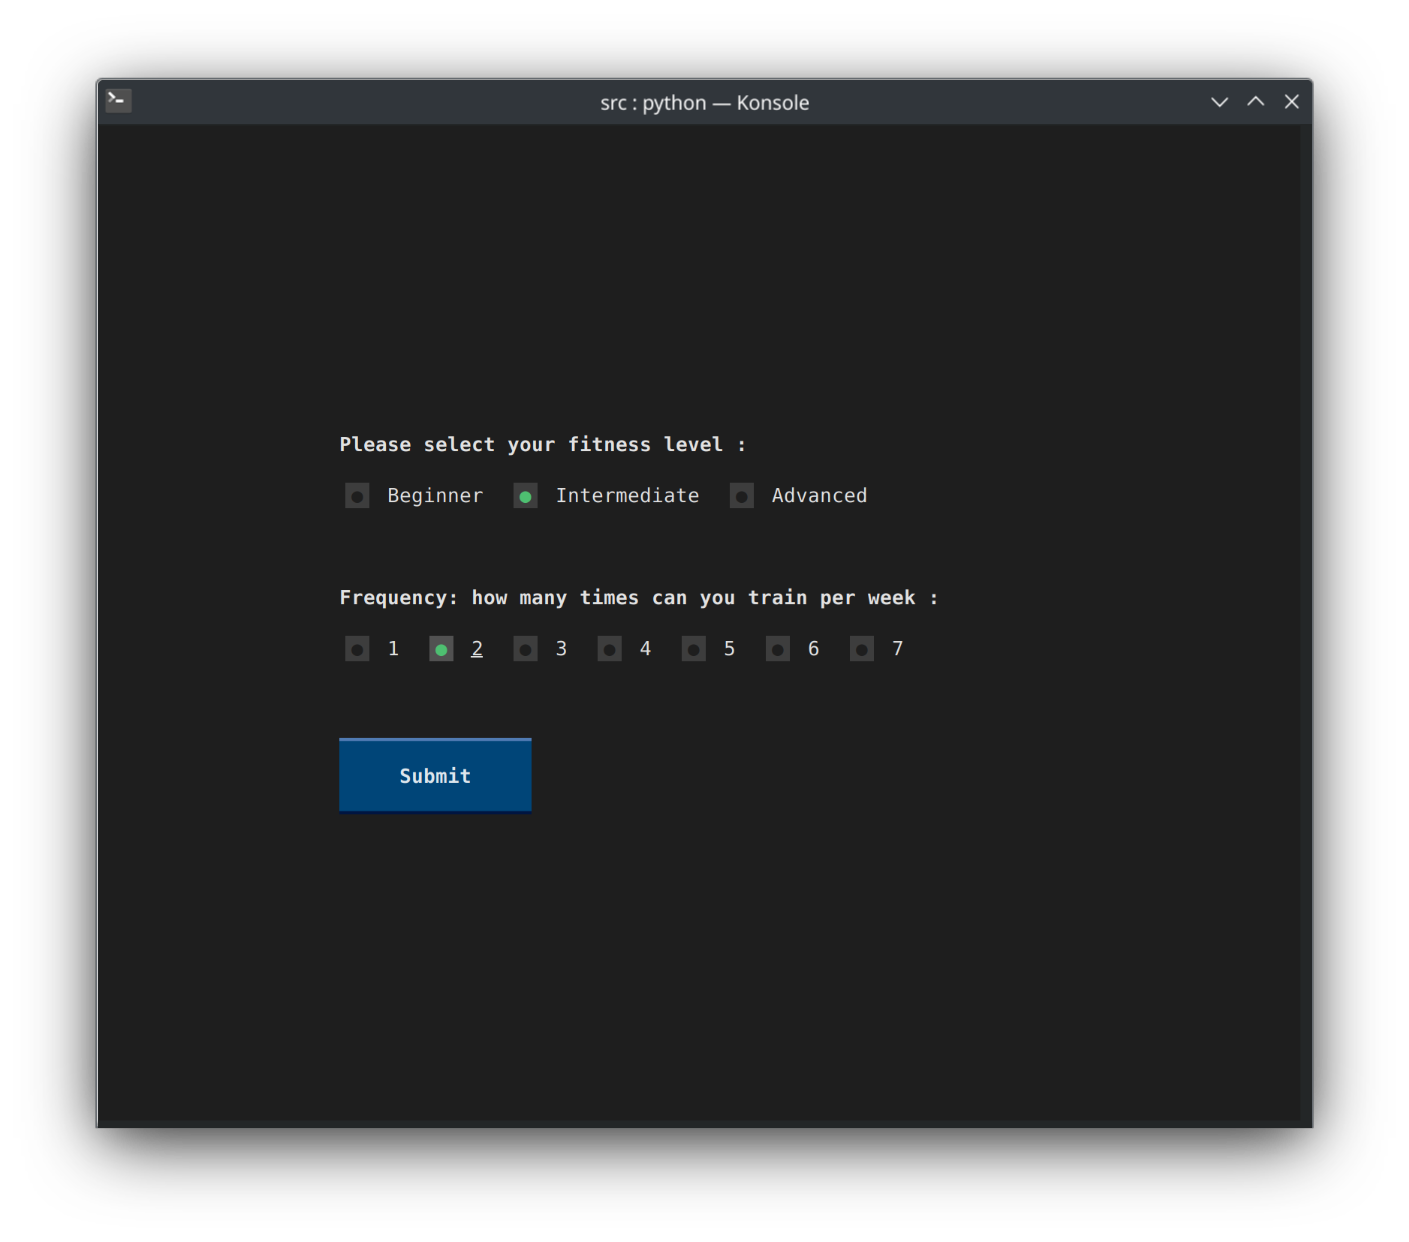 src : python — Konsole
Please select your fitness level :
Beginner Intermediate Advanced
Frequency: how many times can you train per week :
1 2 3 4 5 6 7
Submit